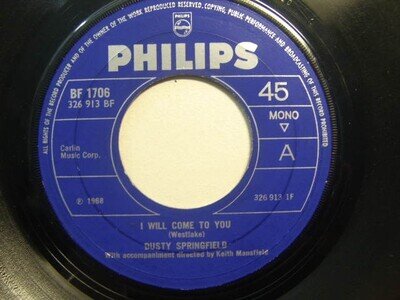 ALL RIGHTS OF THE RECORD PRODUCER AND OF THE OWNER OF THE WORK REPRODUCED RESERVED. COPYING, PUBLIC PERFORMANCE AND BROADCASTING OF THIS RECORD PROHIBITED
PHILIPS
PHILIPS
BF 1706
326 913 BF
45
MONO
Carlin
Music Corp.
A
℗ 1968
326 913 1F
I WILL COME TO YOU
(Westlake)
DUSTY SPRINGFIELD
With accompaniment directed by Keith Mansfield